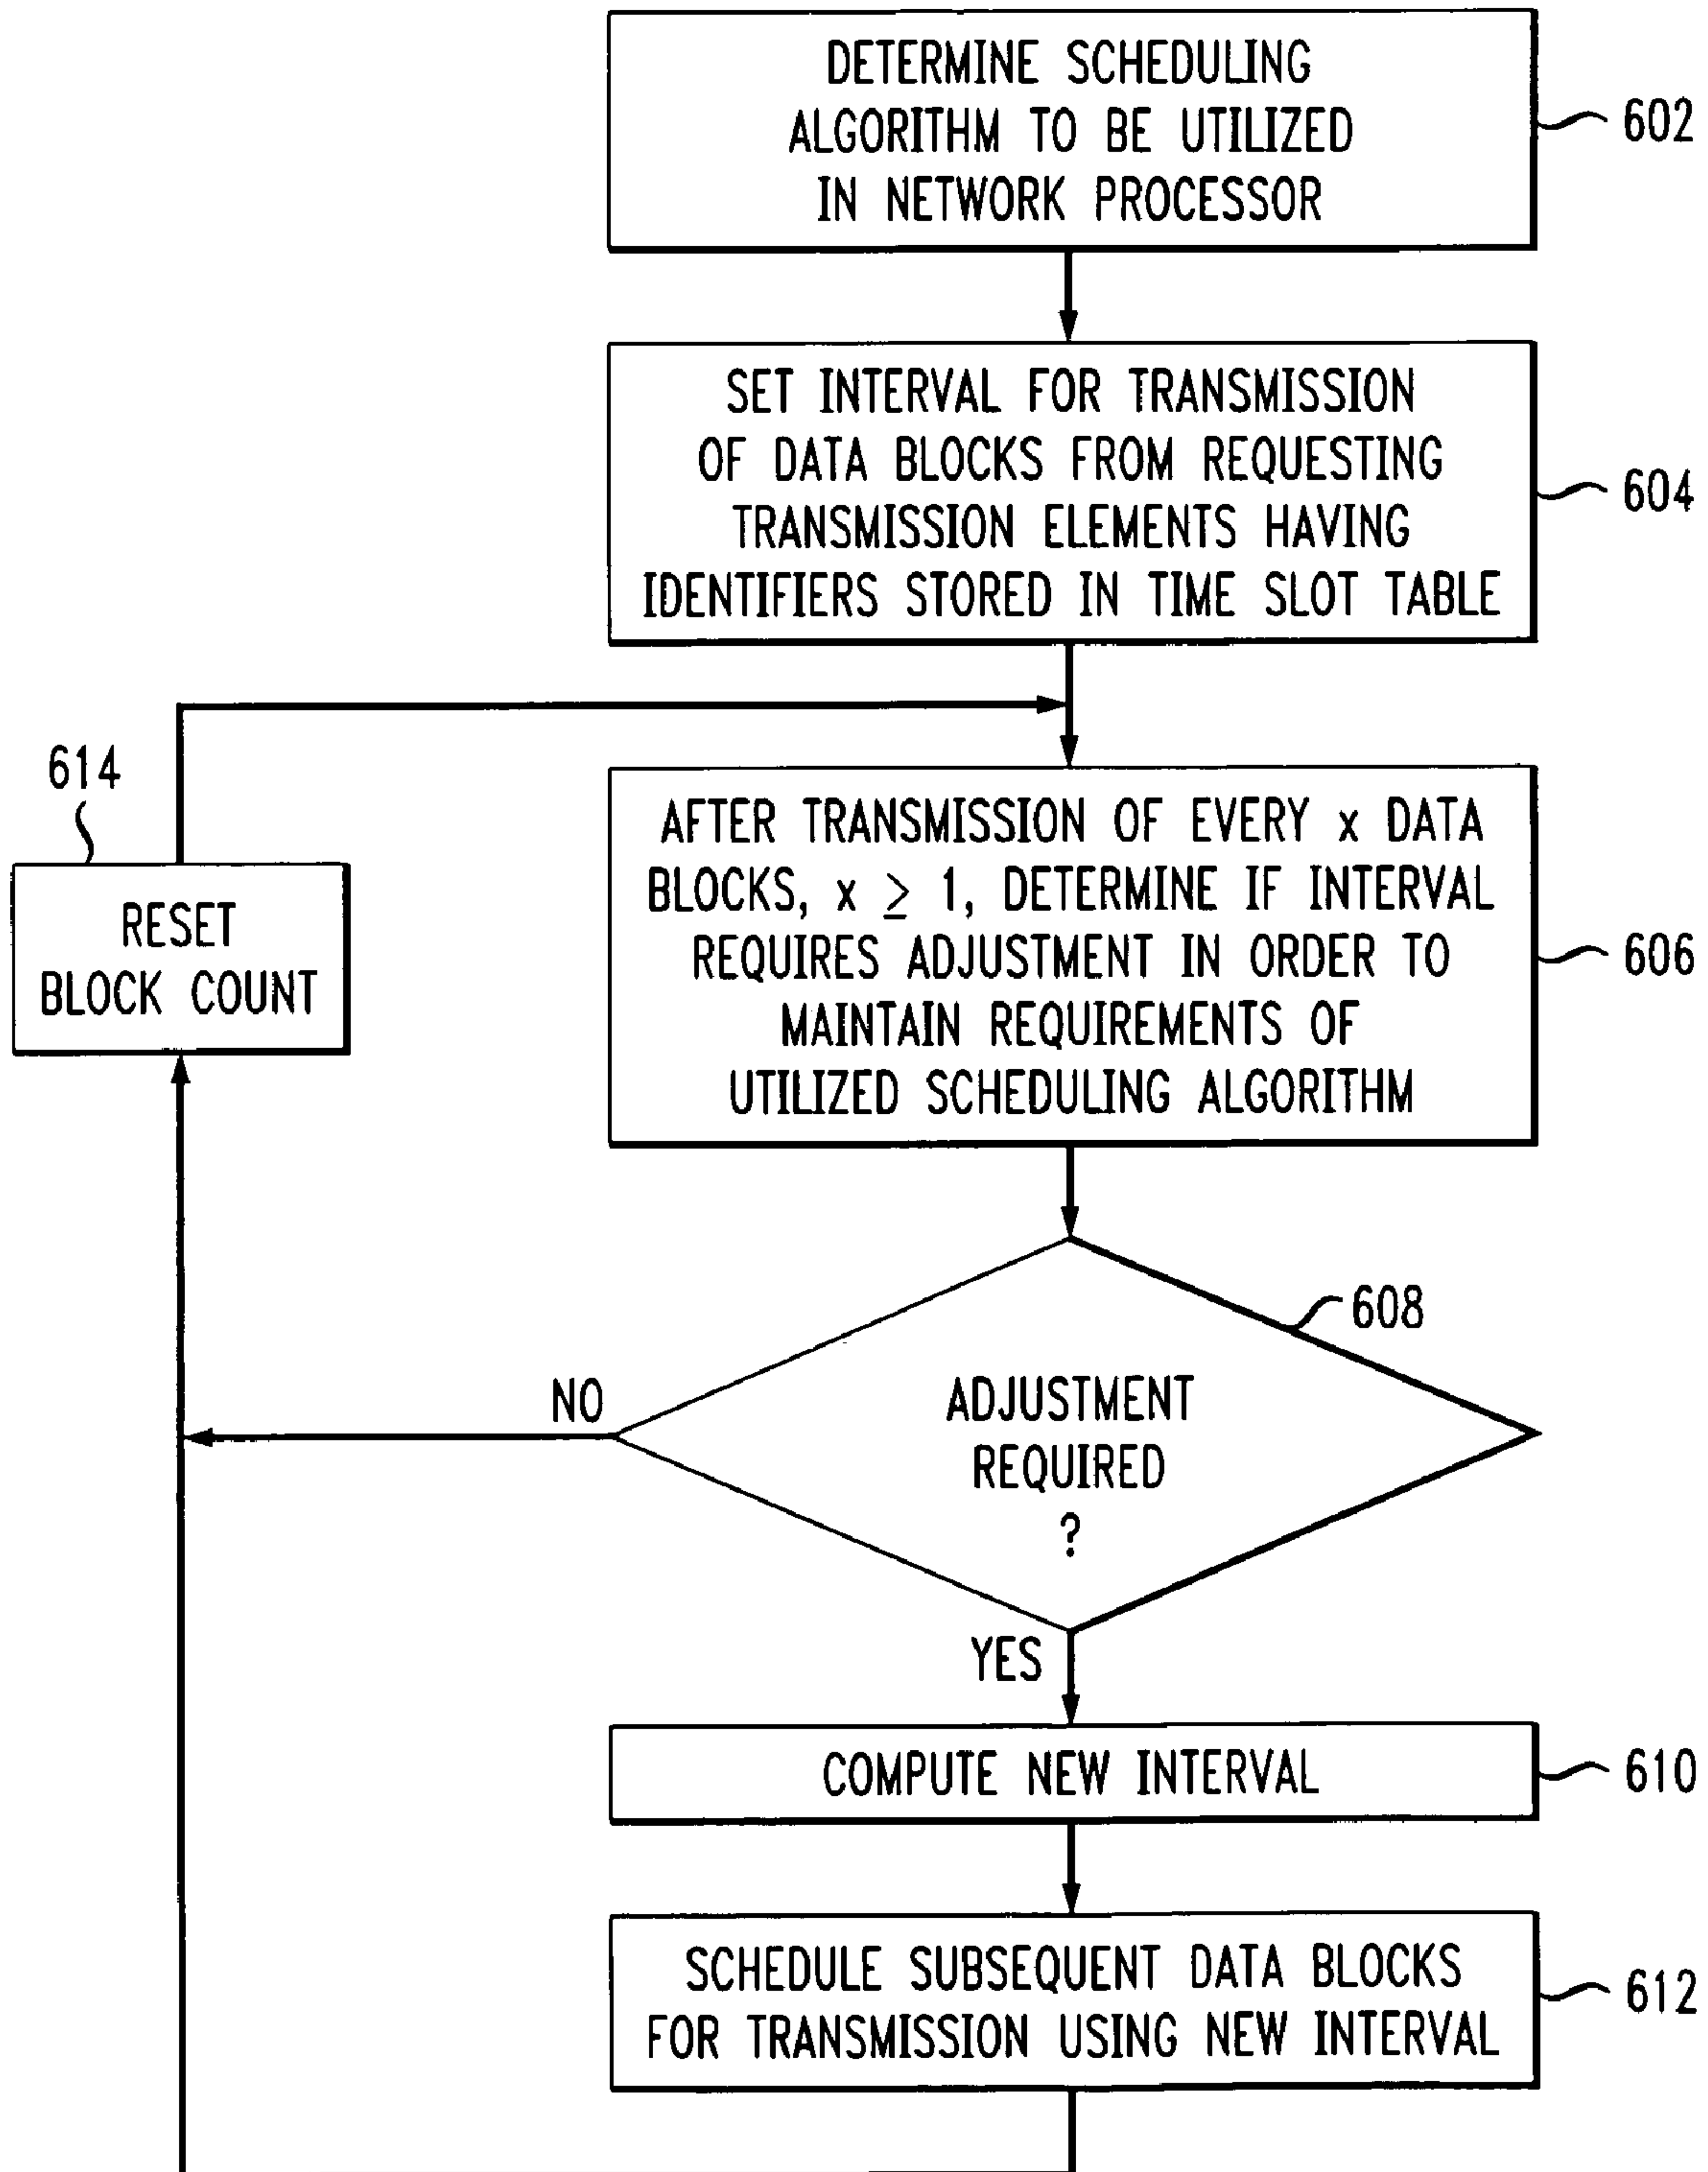 DETERMINE SCHEDULING
ALGORITHM TO BE UTILIZED
IN NETWORK PROCESSOR
602
SET INTERVAL FOR TRANSMISSION
OF DATA BLOCKS FROM REQUESTING
TRANSMISSION ELEMENTS HAVING
IDENTIFIERS STORED IN TIME SLOT TABLE
604
614
RESET
BLOCK COUNT
AFTER TRANSMISSION OF EVERY x DATA
BLOCKS, x ≥ 1, DETERMINE IF INTERVAL
REQUIRES ADJUSTMENT IN ORDER TO
MAINTAIN REQUIREMENTS OF
UTILIZED SCHEDULING ALGORITHM
606
608
ADJUSTMENT
REQUIRED
?
NO
YES
COMPUTE NEW INTERVAL
610
SCHEDULE SUBSEQUENT DATA BLOCKS
FOR TRANSMISSION USING NEW INTERVAL
612